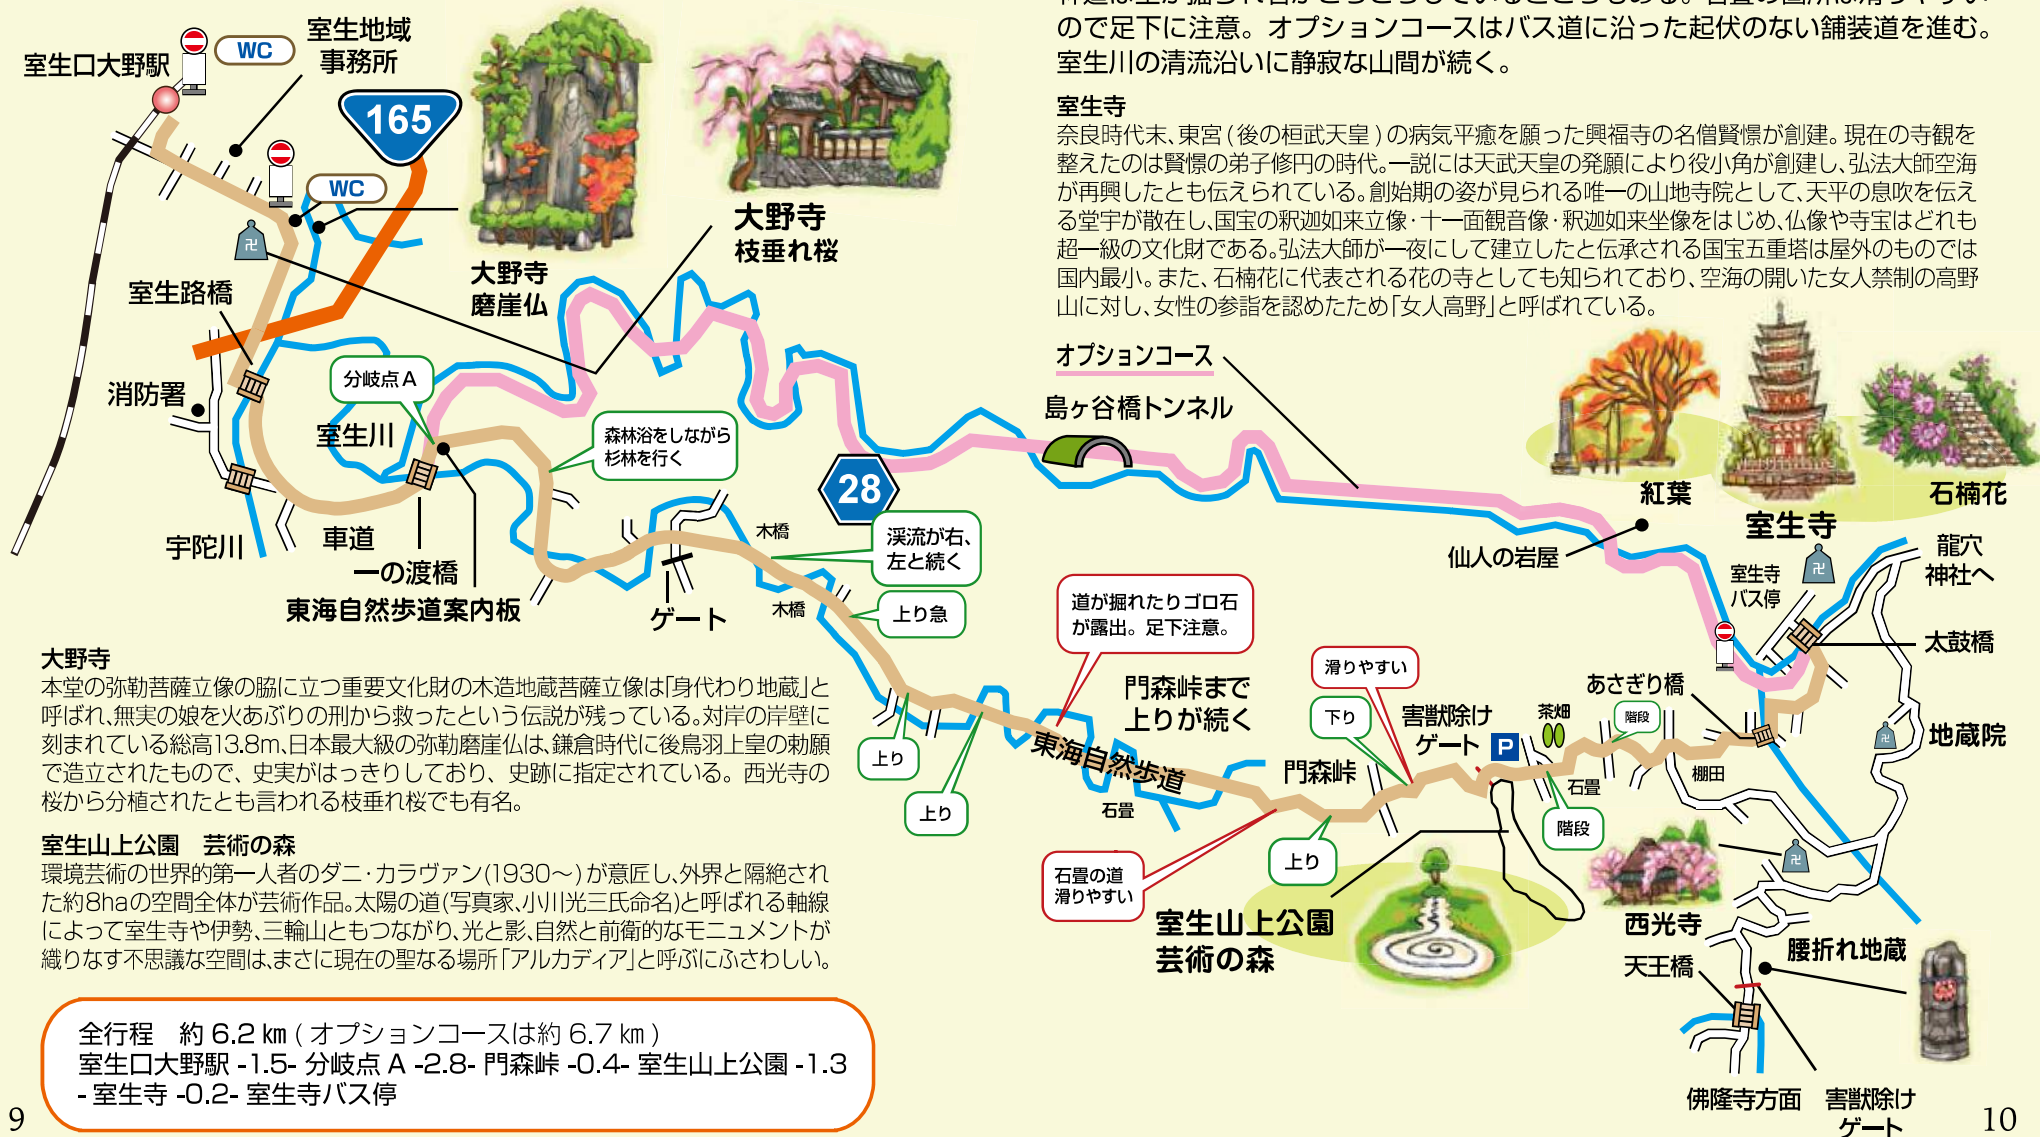 ので足下に注意。オプションコースはバス道に沿った起伏のない舗装道を進む。
室生川の清流沿いに静寂な山間が続く。
室生寺
奈良時代末、東宮(後の桓武天皇)の病気平癒を願った興福寺の名僧賢憬が創建。現在の寺観を
整えたのは賢憬の弟子修円の時代。一説には天武天皇の発願により役小角が創建し、弘法大師空海
が再興したとも伝えられている。創始期の姿が見られる唯一の山地寺院として、天平の息吹を伝え
る堂宇が散在し、国宝の釈迦如来立像・十一面観音像・釈迦如来坐像をはじめ、仏像や寺宝はどれも
超一級の文化財である。弘法大師が一夜にして建立したと伝承される国宝五重塔は屋外のものでは
国内最小。また、石楠花に代表される花の寺としても知られており、空海の開いた女人禁制の高野
山に対し、女性の参詣を認めたため「女人高野」と呼ばれている。
室生口大野駅
WC
室生地域
事務所
165
WC
卍
大野寺
磨崖仏
大野寺
枝垂れ桜
室生路橋
消防署
分岐点A
室生川
宇陀川
車道
一の渡橋
東海自然歩道案内板
森林浴をしながら
杉林を行く
ゲート
木橋
木橋
28
渓流が右、
左と続く
上り急
オプションコース
島ヶ谷橋トンネル
紅葉
室生寺
石楠花
仙人の岩屋
卍
室生寺
バス停
龍穴
神社へ
太鼓橋
道が掘れたりゴロ石
が露出。足下注意。
門森峠まで
上りが続く
上り
上り
東海自然歩道
石畳
石畳の道
滑りやすい
門森峠
上り
滑りやすい
下り
害獣除け
ゲート
P
茶畑
階段
石畳
階段
あさぎり橋
棚田
卍
地蔵院
室生山上公園
芸術の森
卍
西光寺
天王橋
腰折れ地蔵
佛隆寺方面
害獣除け
ゲート
大野寺
本堂の弥勒菩薩立像の脇に立つ重要文化財の木造地蔵菩薩立像は「身代わり地蔵」と
呼ばれ、無実の娘を火あぶりの刑から救ったという伝説が残っている。対岸の岸壁に
刻まれている総高13.8m、日本最大級の弥勒磨崖仏は、鎌倉時代に後鳥羽上皇の勅願
で造立されたもので、史実がはっきりしており、史跡に指定されている。西光寺の
桜から分植されたとも言われる枝垂れ桜でも有名。
室生山上公園 芸術の森
環境芸術の世界的第一人者のダニ・カラヴァン(1930〜)が意匠し、外界と隔絶され
た約8haの空間全体が芸術作品。太陽の道(写真家、小川光三氏命名)と呼ばれる軸線
によって室生寺や伊勢、三輪山ともつながり、光と影、自然と前衛的なモニュメントが
織りなす不思議な空間は、まさに現在の聖なる場所「アルカディア」と呼ぶにふさわしい。
全行程 約 6.2 km ( オプションコースは約 6.7 km )
室生口大野駅 -1.5- 分岐点 A -2.8- 門森峠 -0.4- 室生山上公園 -1.3
- 室生寺 -0.2- 室生寺バス停
9
10